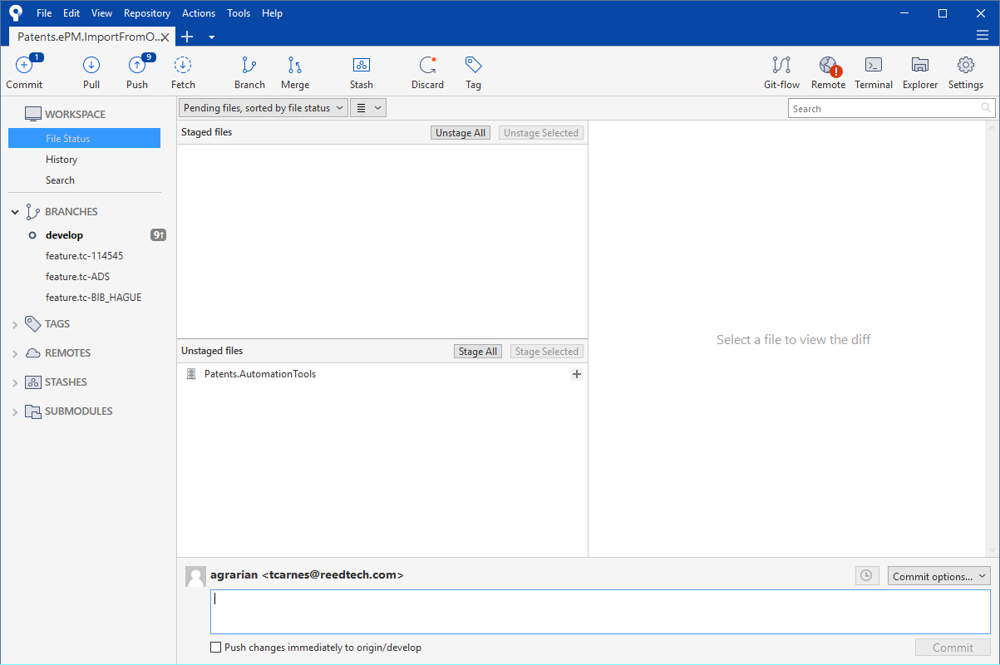 File Edit View Repository Actions Tools Help
Patents.ePM.ImportFromO...
1 9
Commit Pull Push Fetch Branch Merge Stash Discard Tag Git-flow Remote Terminal Explorer Settings
WORKSPACE
File Status
History
Search
BRANCHES
develop 9↑
feature.tc-114545
feature.tc-ADS
feature.tc-BIB_HAGUE
TAGS
REMOTES
STASHES
SUBMODULES
Pending files, sorted by file status
Search
Staged files Unstage All Unstage Selected
Unstaged files Stage All Stage Selected
Patents.AutomationTools
Select a file to view the diff
agrarian <tcarnes@reedtech.com>
Commit options...
Push changes immediately to origin/develop
Commit